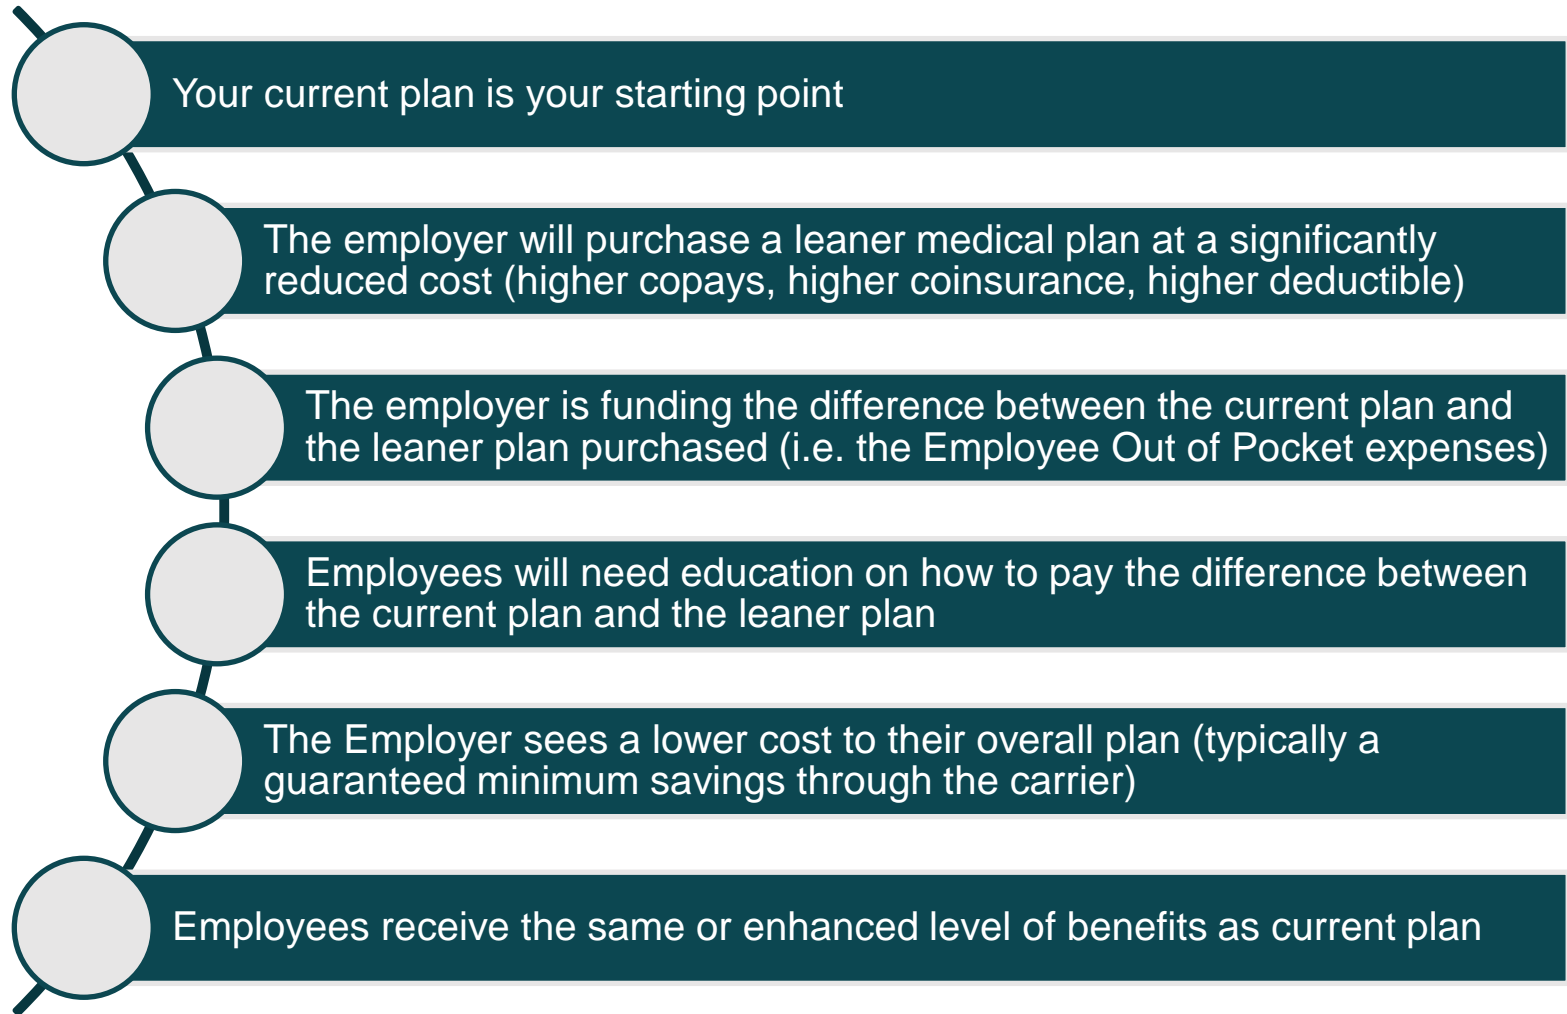 Your current plan is your starting point
The employer will purchase a leaner medical plan at a significantly
reduced cost (higher copays, higher coinsurance, higher deductible)
The employer is funding the difference between the current plan and
the leaner plan purchased (i.e. the Employee Out of Pocket expenses)
Employees will need education on how to pay the difference between
the current plan and the leaner plan
The Employer sees a lower cost to their overall plan (typically a
guaranteed minimum savings through the carrier)
Employees receive the same or enhanced level of benefits as current plan